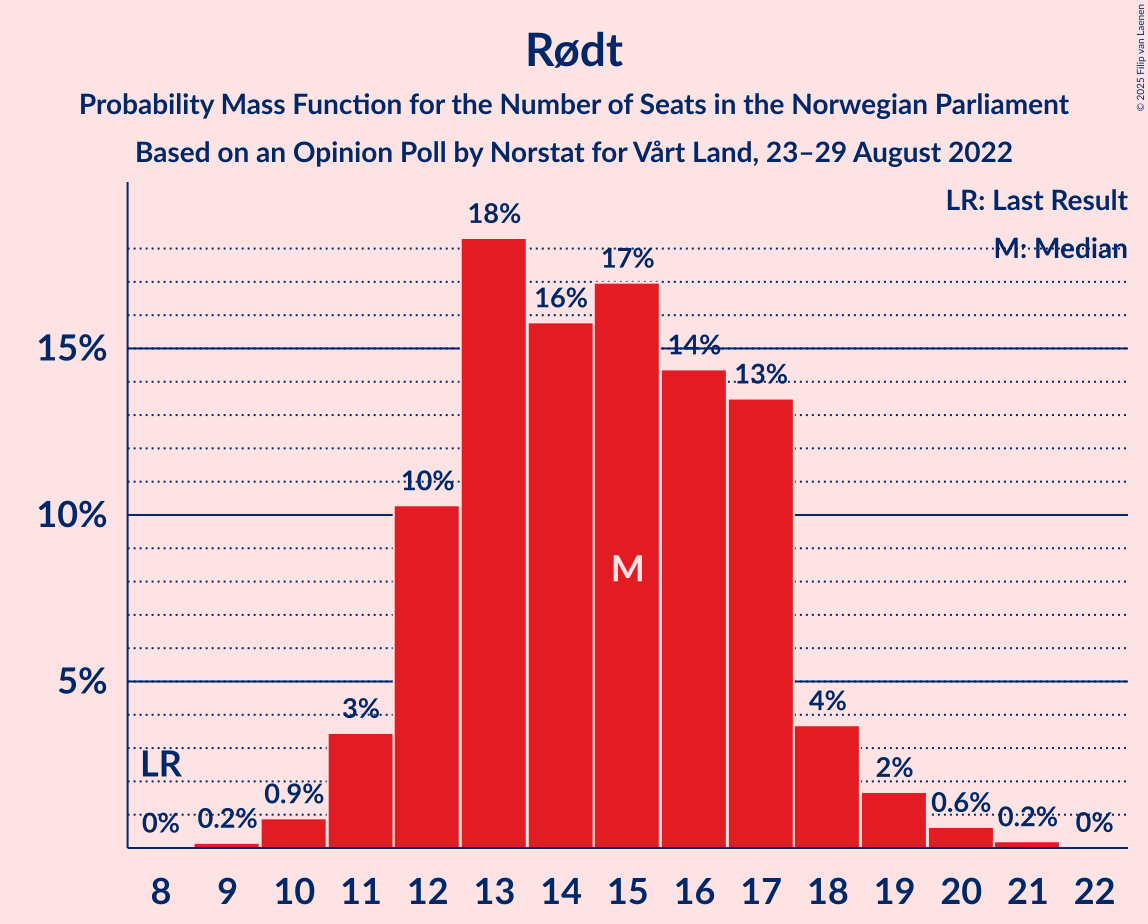 Rødt
Probability Mass Function for the Number of Seats in the Norwegian Parliament
Based on an Opinion Poll by Norstat for Vårt Land, 23–29 August 2022
© 2025 Filip van Laenen
LR: Last Result
M: Median
18%
17%
16%
15%
14%
13%
10%
10%
M
5%
3%
4%
LR
2%
0%
0.2%
0.9%
0.6%
0.2%
0%
8 9 10 11 12 13 14 15 16 17 18 19 20 21 22